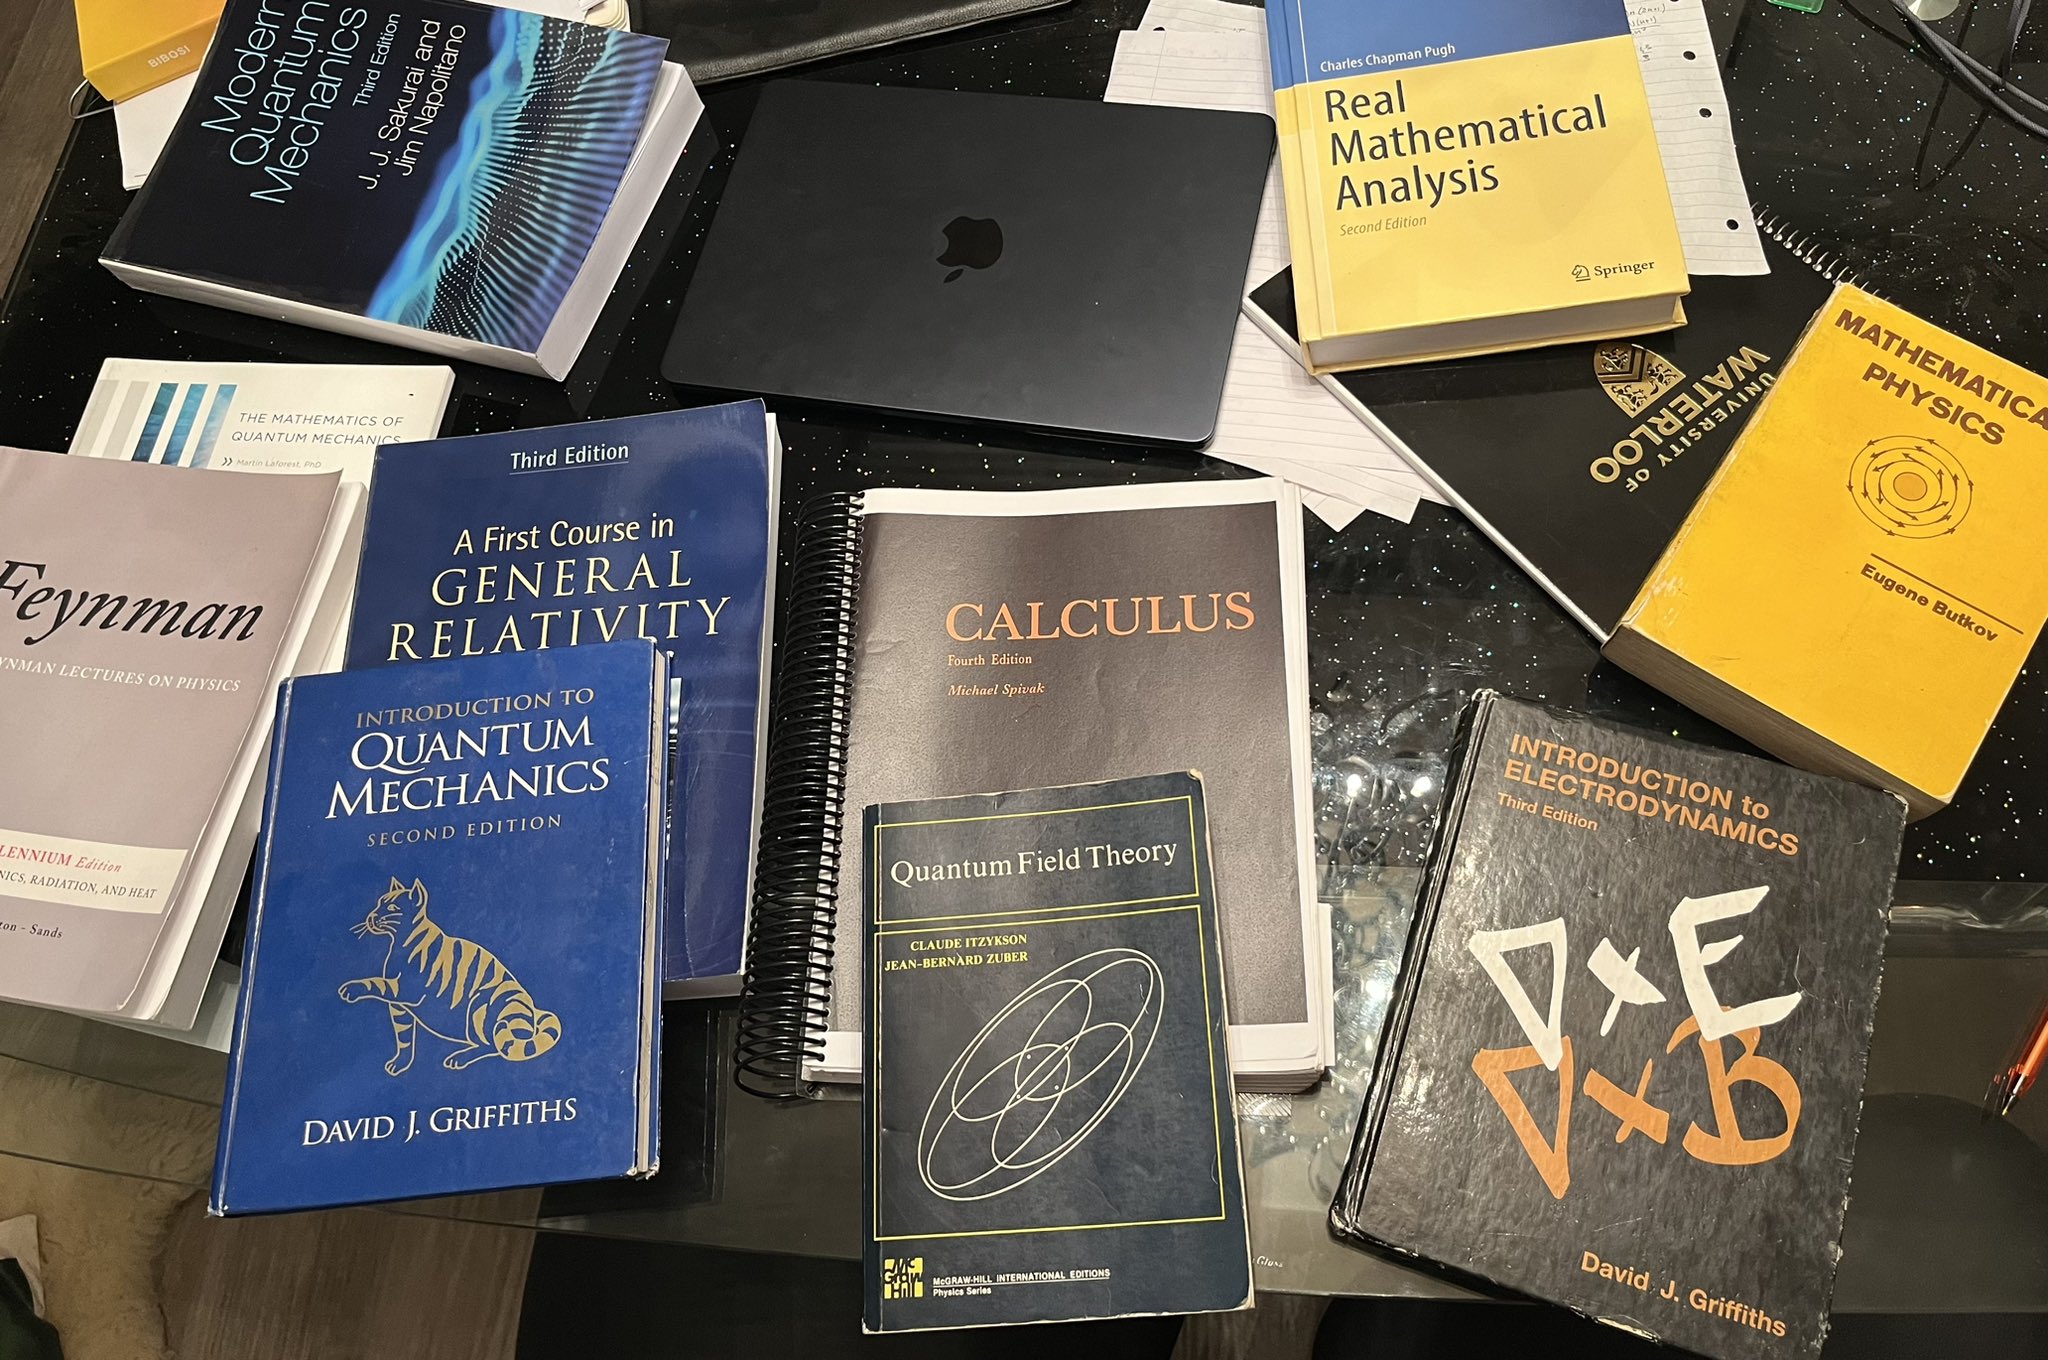 BIBOSI
Modern
Quantum
Mechanics
Third Edition
J. J. Sakurai and
Jim Napolitano
Charles Chapman Pugh
Real
Mathematical
Analysis
Second Edition
Springer
UNIVERSITY OF
WATERLOO
MATHEMATICA
PHYSICS
Eugene Butkov
THE MATHEMATICS OF
QUANTUM MECHANICS
Martin Laforest, PhD
Feynman
YNMAN LECTURES ON PHYSICS
LENNIUM Edition
NICS, RADIATION, AND HEAT
ton - Sands
Third Edition
A First Course in
GENERAL
RELATIVITY
INTRODUCTION TO
QUANTUM
MECHANICS
SECOND EDITION
DAVID J. GRIFFITHS
CALCULUS
Fourth Edition
Michael Spivak
Quantum Field Theory
CLAUDE ITZYKSON
JEAN-BERNARD ZUBER
Mc
Graw
Hill
McGRAW-HILL INTERNATIONAL EDITIONS
Physics Series
INTRODUCTION to
ELECTRODYNAMICS
Third Edition
∇×E
∇×B
David J. Griffiths